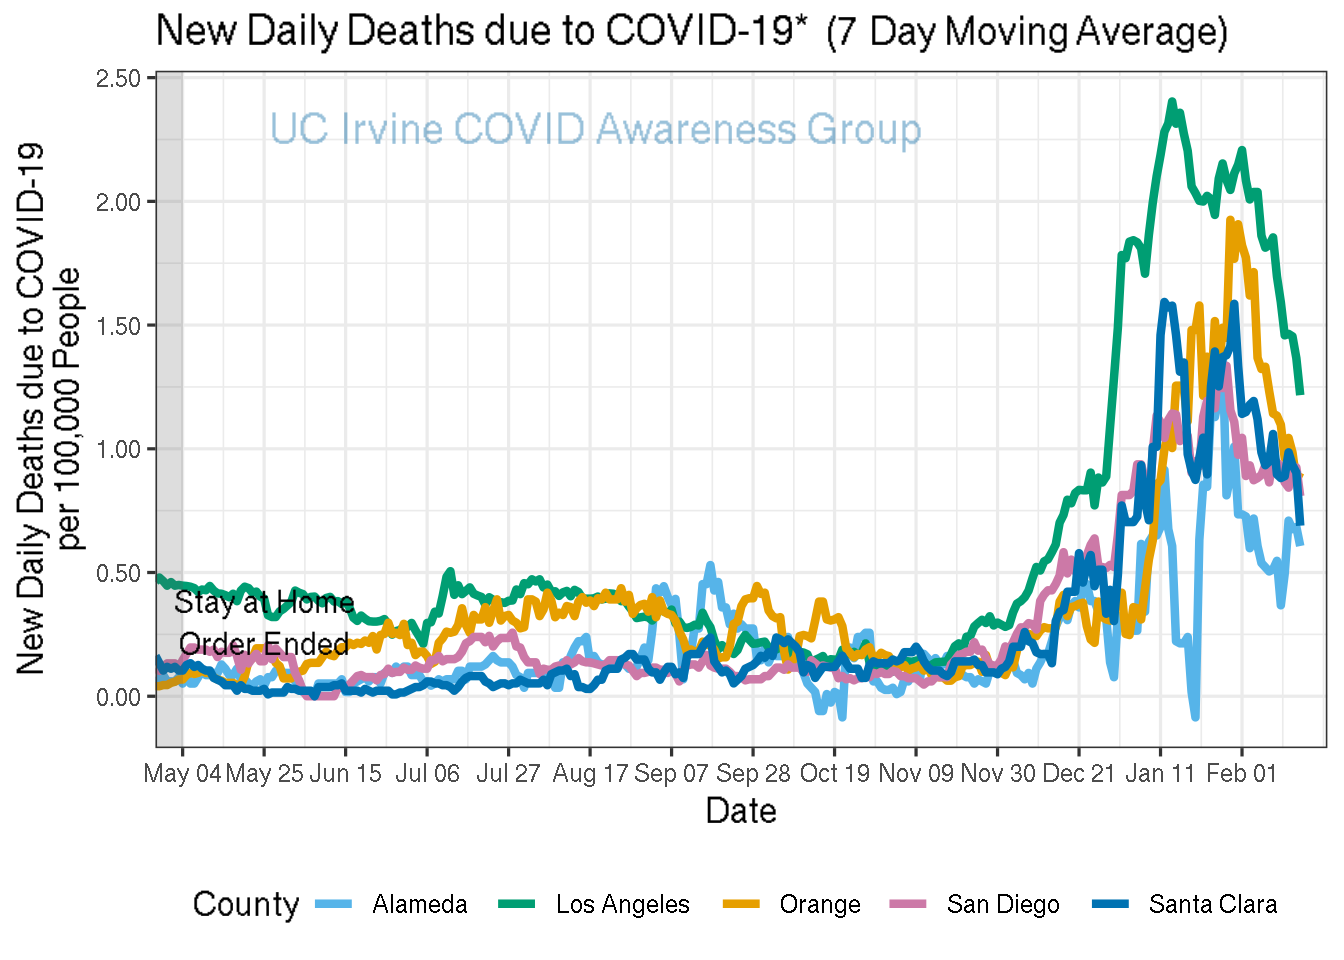 New Daily Deaths due to COVID-19* (7 Day Moving Average)
UC Irvine COVID Awareness Group
New Daily Deaths due to COVID-19
per 100,000 People
2.50
2.00
1.50
1.00
0.50
0.00
Stay at Home
Order Ended
May 04 May 25 Jun 15 Jul 06 Jul 27 Aug 17 Sep 07 Sep 28 Oct 19 Nov 09 Nov 30 Dec 21 Jan 11 Feb 01
Date
County Alameda Los Angeles Orange San Diego Santa Clara